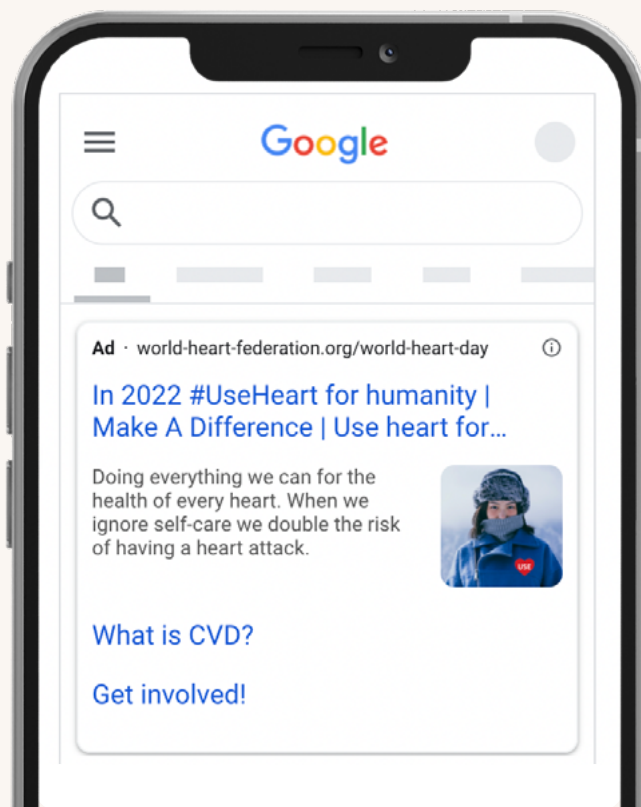 Google
Ad · world-heart-federation.org/world-heart-day
In 2022 #UseHeart for humanity |
Make A Difference | Use heart for...
Doing everything we can for the
health of every heart. When we
ignore self-care we double the risk
of having a heart attack.
USE
What is CVD?
Get involved!